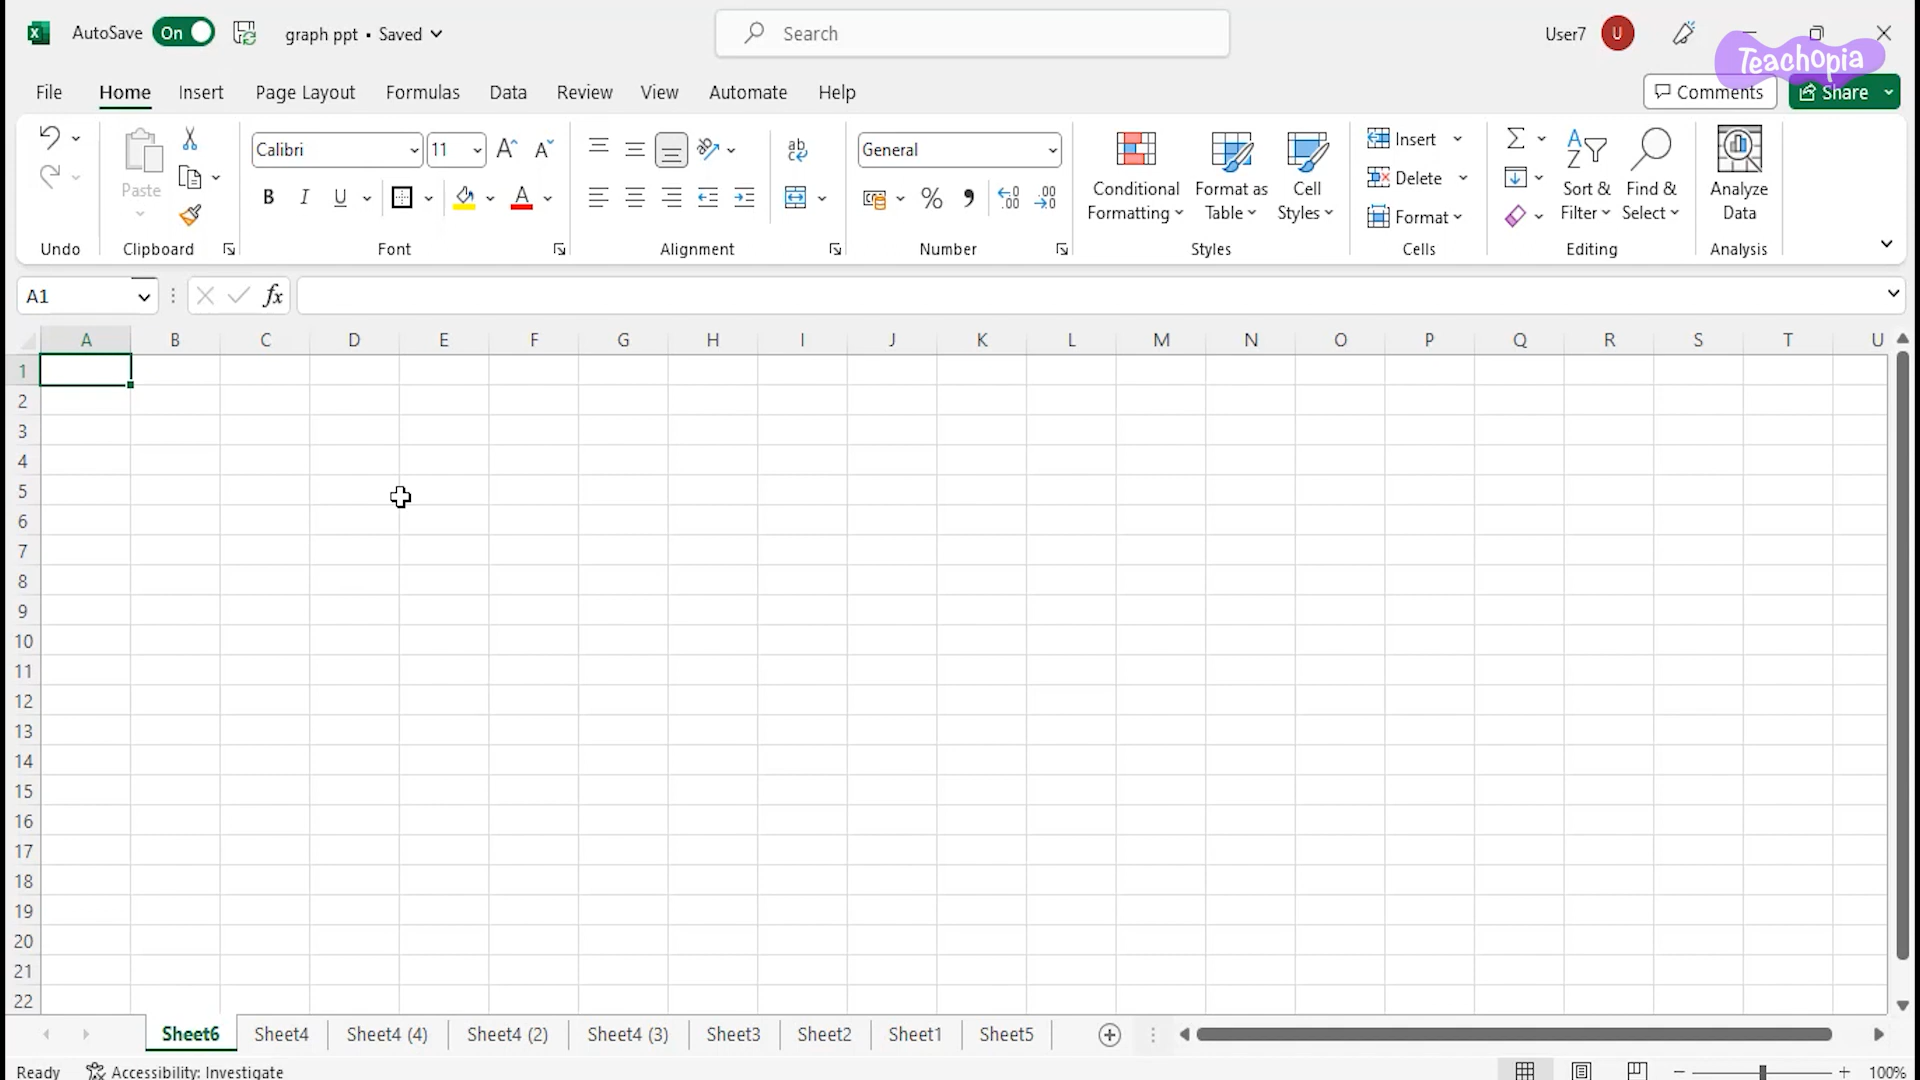 AutoSave On graph ppt • Saved Search User7 U
Teachopia
File Home Insert Page Layout Formulas Data Review View Automate Help Comments Share
Paste Calibri 11 General Conditional Formatting Format as Table Cell Styles Insert Delete Format Sort & Filter Find & Select Analyze Data
B I U A ab c % 9 .00 .0
Undo Clipboard Font Alignment Number Styles Cells Editing Analysis
A1 fx
A B C D E F G H I J K L M N O P Q R S T U
1
2
3
4
5
6
7
8
9
10
11
12
13
14
15
16
17
18
19
20
21
22
Sheet6 Sheet4 Sheet4 (4) Sheet4 (2) Sheet4 (3) Sheet3 Sheet2 Sheet1 Sheet5
Ready Accessibility: Investigate 100%